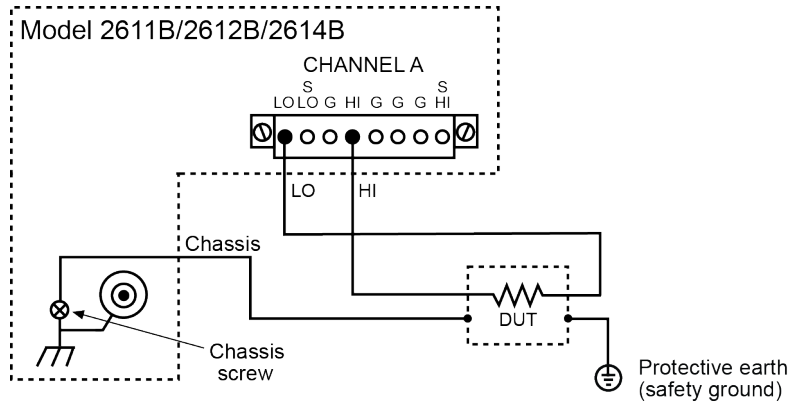 Model 2611B/2612B/2614B
CHANNEL A
S S
LO LO G HI G G G HI
LO HI
Chassis
DUT
Chassis
screw
Protective earth
(safety ground)